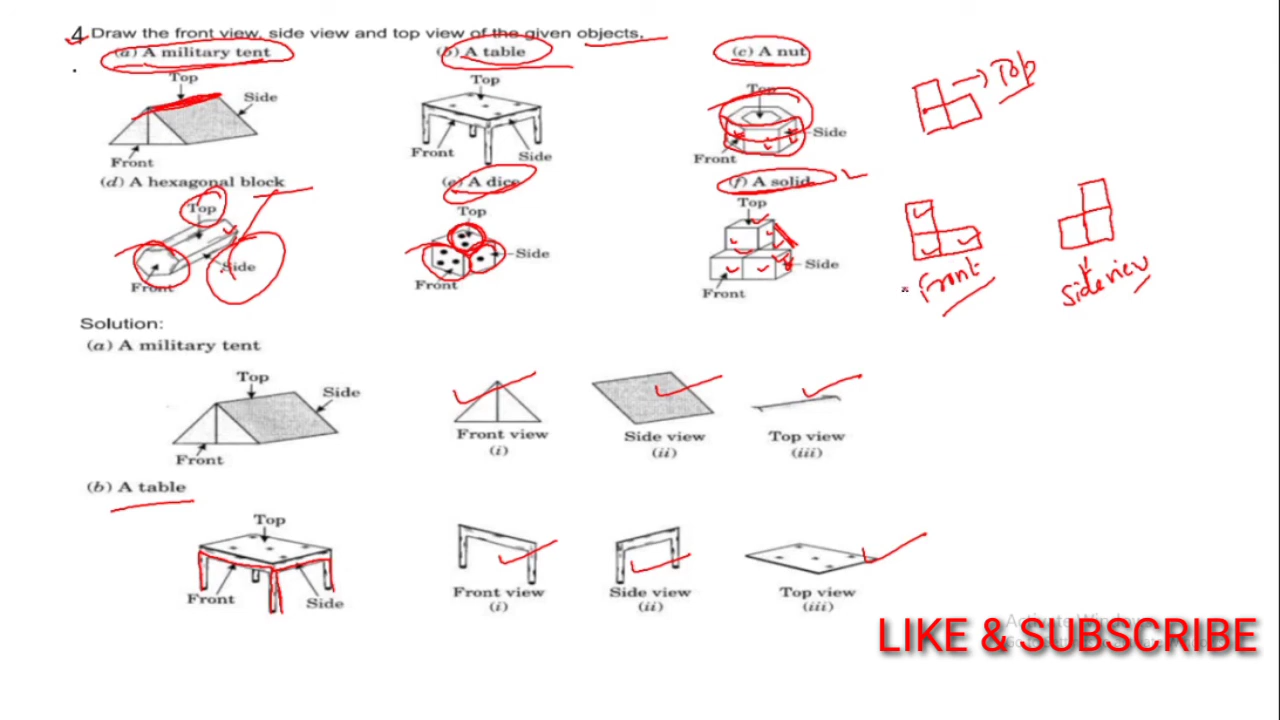 4 Draw the front view, side view and top view of the given objects.
(a) A military tent (b) A table (c) A nut
Top Side Front
Top Front Side
Top Side Front
Top
(d) A hexagonal block (e) A dice (f) A solid
Top Side Front
Top Side Front
Top Side Front
Front
Side view
Solution:
(a) A military tent
Top Side Front
Front view Side view Top view
(i) (ii) (iii)
(b) A table
Top Front Side
Front view Side view Top view
(i) (ii) (iii)
LIKE & SUBSCRIBE